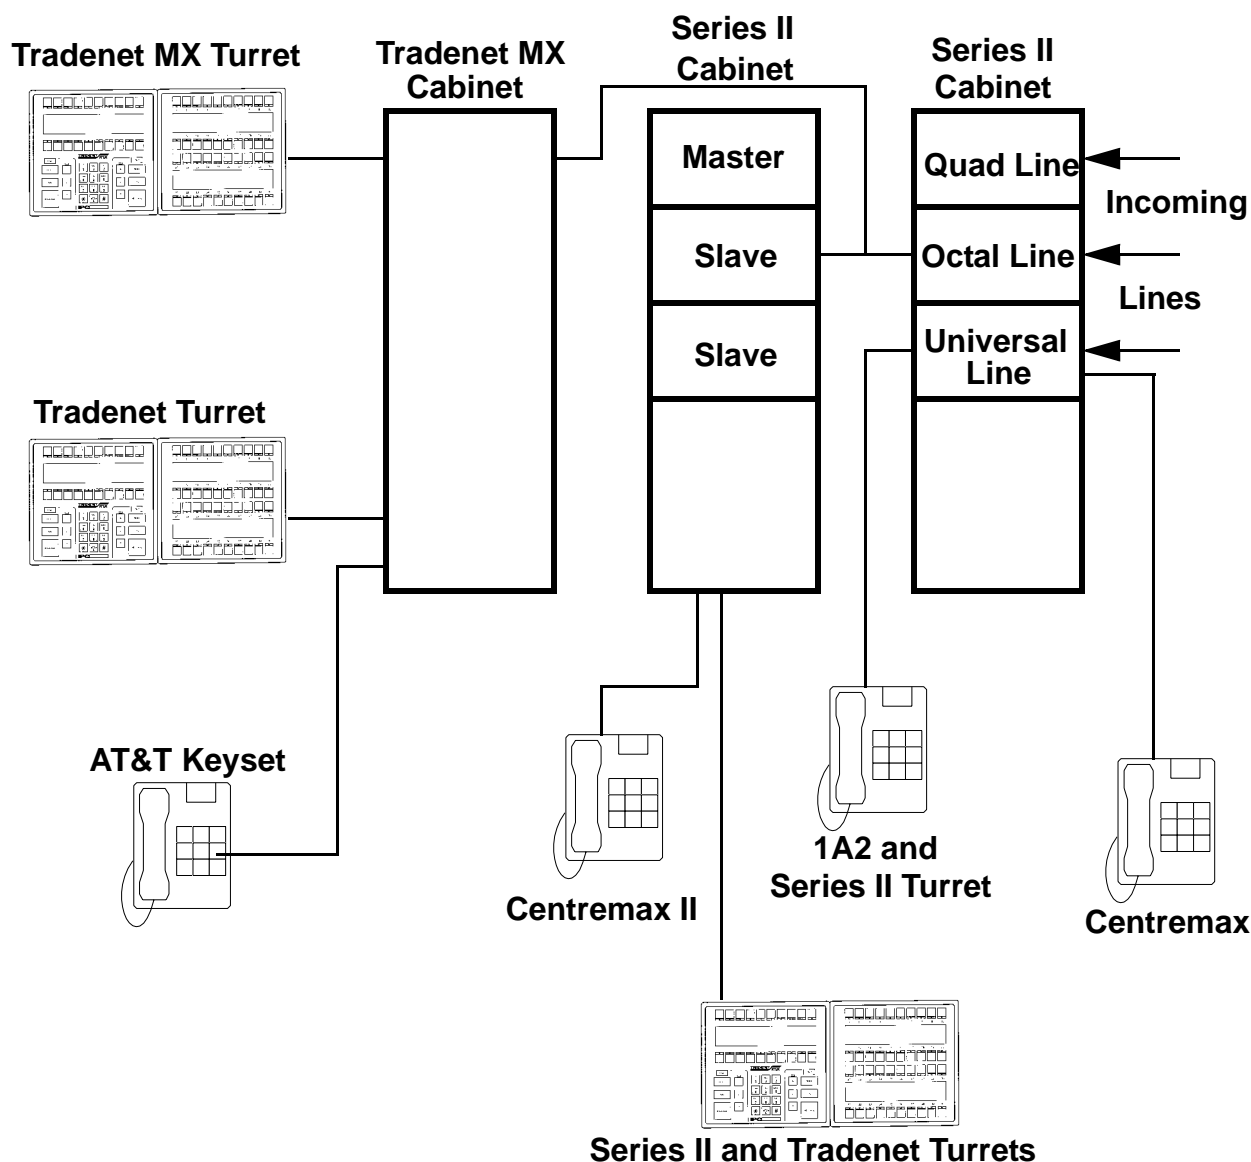 Tradenet MX Turret
Tradenet MX
Cabinet
Series II
Cabinet
Series II
Cabinet
Master
Quad Line
Incoming
Slave
Octal Line
Lines
Slave
Universal
Line
Tradenet Turret
AT&T Keyset
Centremax II
1A2 and
Series II Turret
Centremax
Series II and Tradenet Turrets